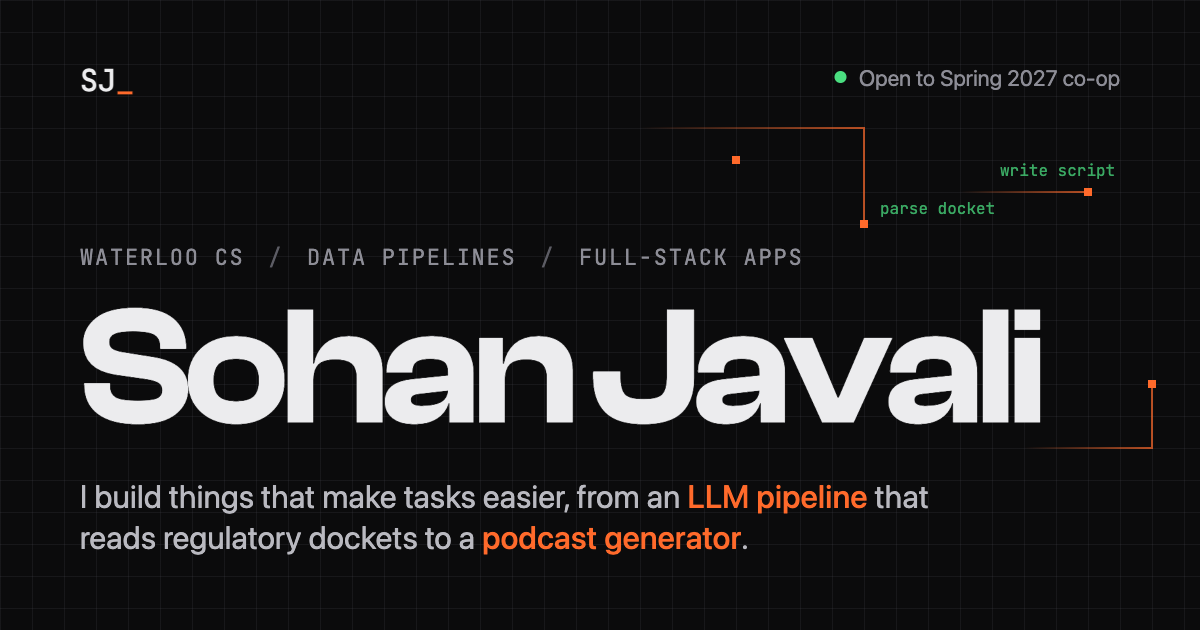 SJ_
Open to Spring 2027 co-op
write script
parse docket
WATERLOO CS / DATA PIPELINES / FULL-STACK APPS
Sohan Javali
I build things that make tasks easier, from an LLM pipeline that
reads regulatory dockets to a podcast generator.